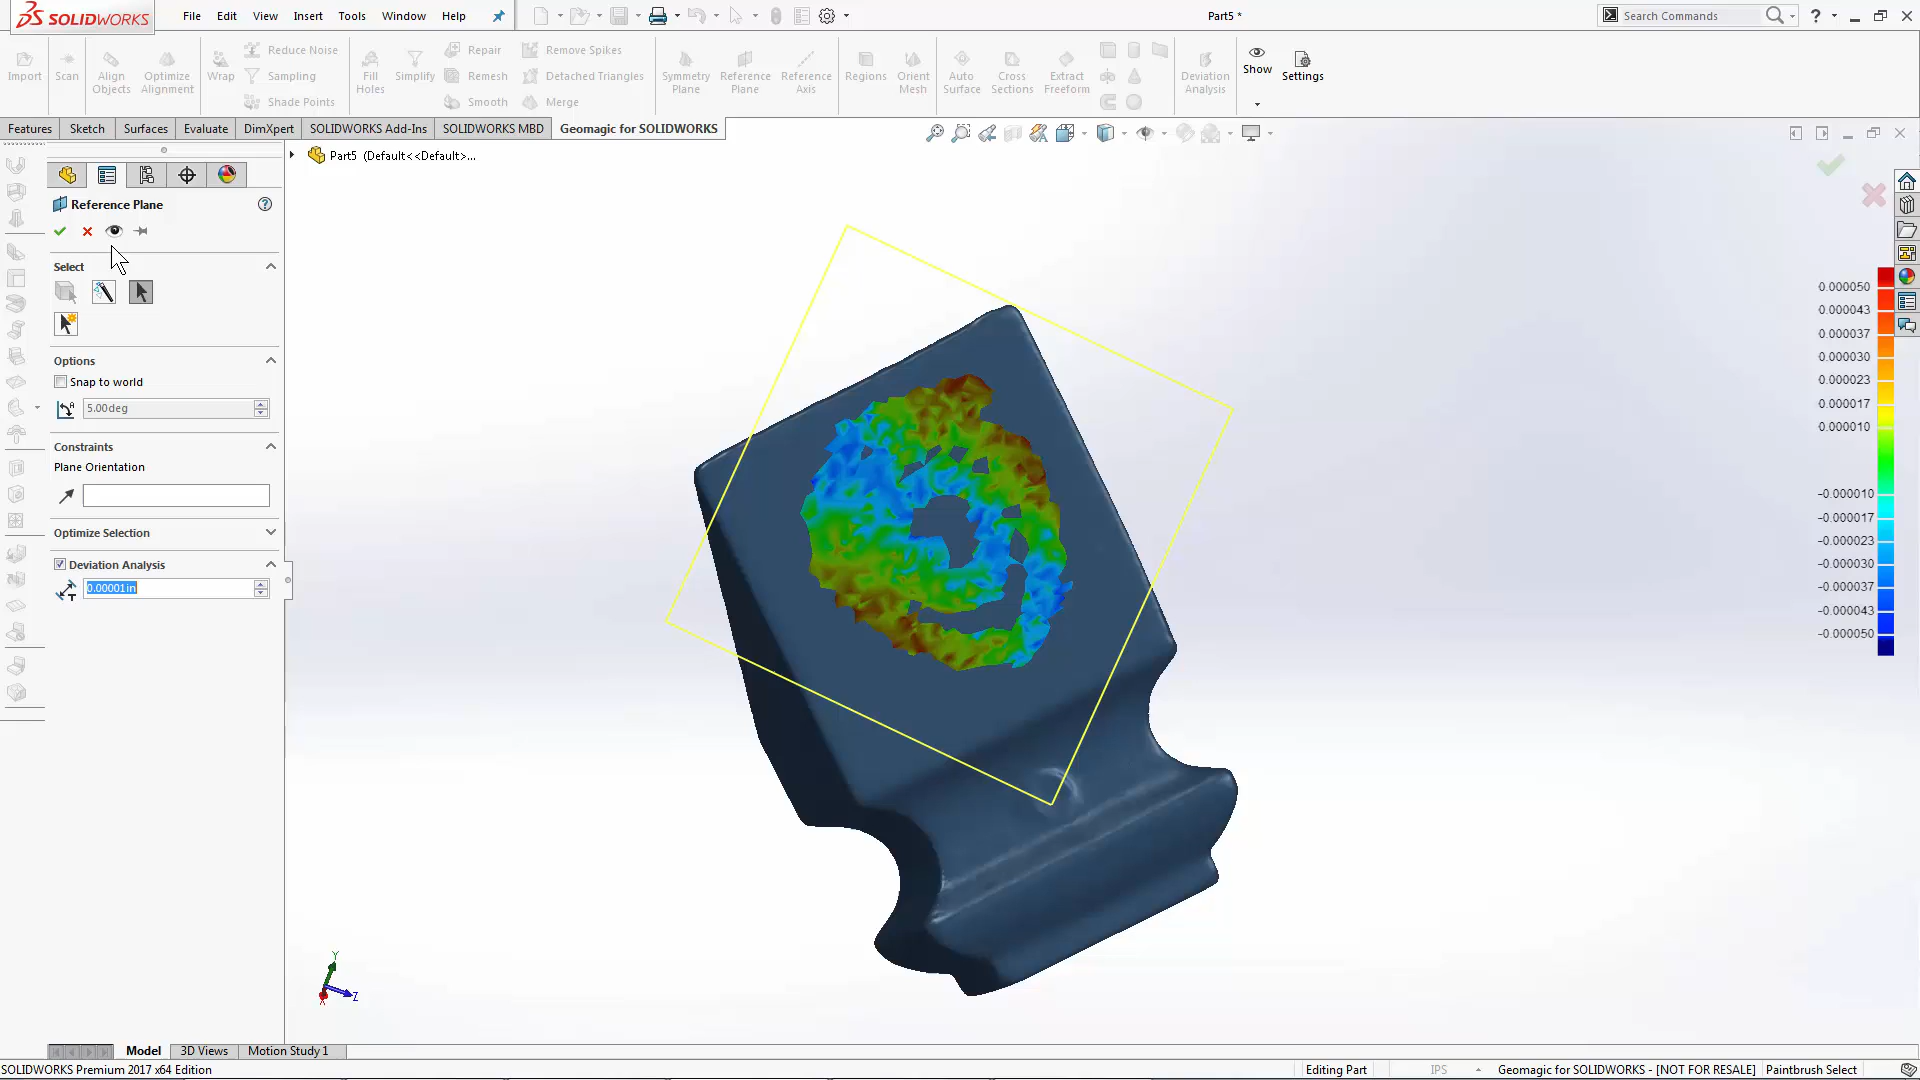 SOLIDWORKS File Edit View Insert Tools Window Help Part5 * Search Commands ?
Import Scan Align Objects Optimize Alignment Wrap Reduce Noise Sampling Shade Points Fill Holes Simplify Repair Remesh Smooth Remove Spikes Detached Triangles Merge Symmetry Plane Reference Plane Reference Axis Regions Orient Mesh Auto Surface Cross Sections Extract Freeform Deviation Analysis Show Settings
Features Sketch Surfaces Evaluate DimXpert SOLIDWORKS Add-Ins SOLIDWORKS MBD Geomagic for SOLIDWORKS
Part5 (Default<<Default>...
Reference Plane ?
Select
Options
Snap to world
5.00deg
Constraints
Plane Orientation
Optimize Selection
Deviation Analysis
0.00001in
0.000050
0.000043
0.000037
0.000030
0.000023
0.000017
0.000010
-0.000010
-0.000017
-0.000023
-0.000030
-0.000037
-0.000043
-0.000050
Y
X
Z
Model 3D Views Motion Study 1
SOLIDWORKS Premium 2017 x64 Edition Editing Part IPS Geomagic for SOLIDWORKS - [NOT FOR RESALE] Paintbrush Select